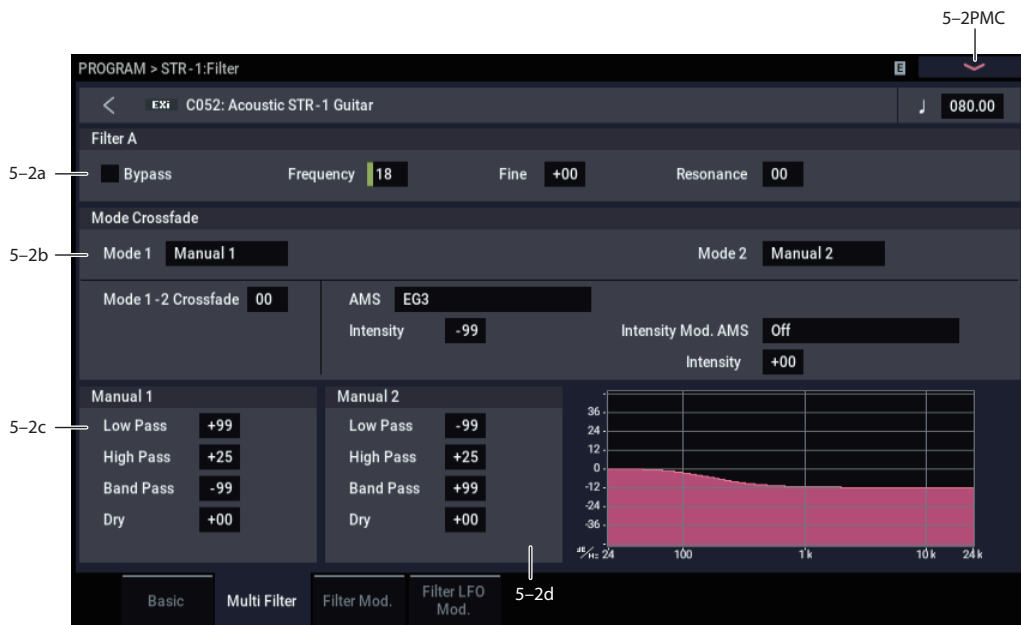 5–2PMC
PROGRAM > STR-1:Filter E
EXi C052: Acoustic STR-1 Guitar ♩ 080.00
Filter A
5–2a Bypass Frequency 18 Fine +00 Resonance 00
Mode Crossfade
5–2b Mode 1 Manual 1 Mode 2 Manual 2
Mode 1-2 Crossfade 00 AMS EG3
Intensity -99 Intensity Mod. AMS Off
Intensity +00
Manual 1 Manual 2
5–2c Low Pass +99 Low Pass -99
High Pass +25 High Pass +25
Band Pass -99 Band Pass +99
Dry +00 Dry +00
36
24
12
0
-12
-24
-36
dB/Hz 24 100 1k 10k 24k
5–2d
Basic Multi Filter Filter Mod. Filter LFO
Mod.